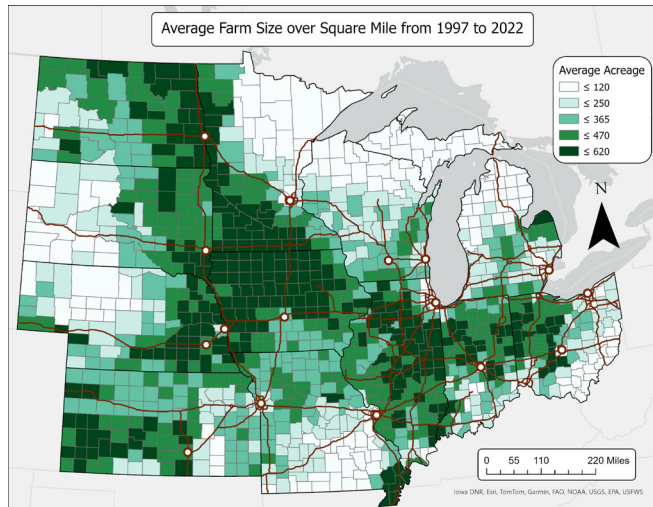 Average Farm Size over Square Mile from 1997 to 2022
Average Acreage
≤ 120
≤ 250
≤ 365
≤ 470
≤ 620
N
0 55 110 220 Miles
Iowa DNR, Esri, TomTom, Garmin, FAO, NOAA, USGS, EPA, USFWS